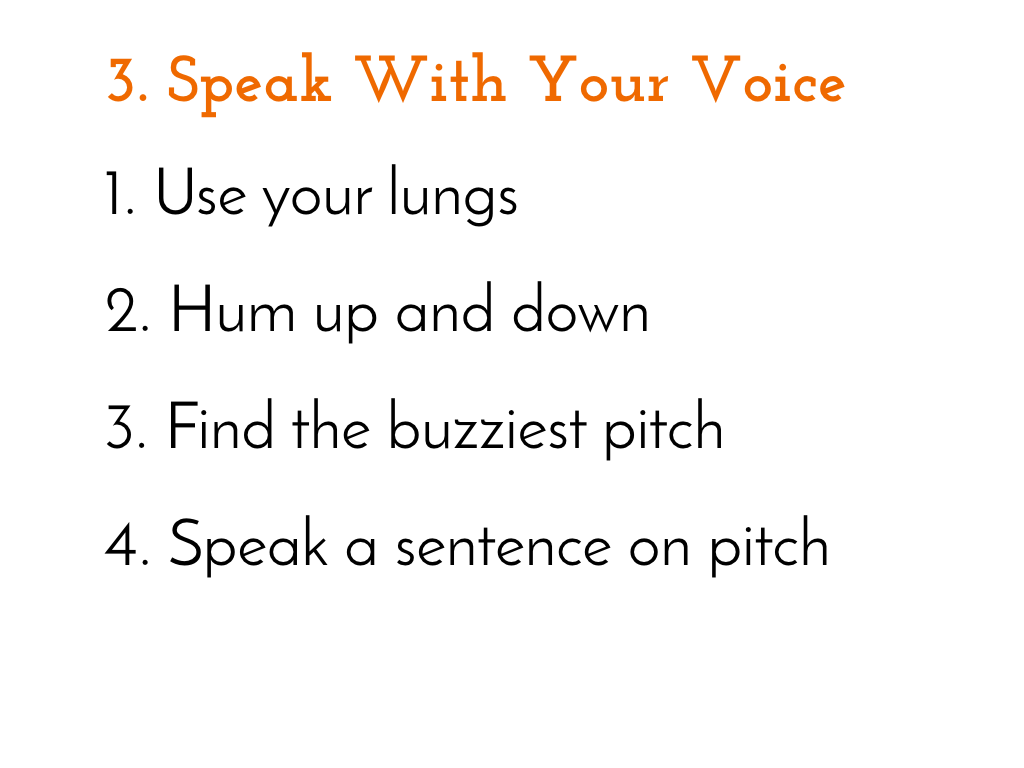 3. Speak With Your Voice
1. Use your lungs
2. Hum up and down
3. Find the buzziest pitch
4. Speak a sentence on pitch